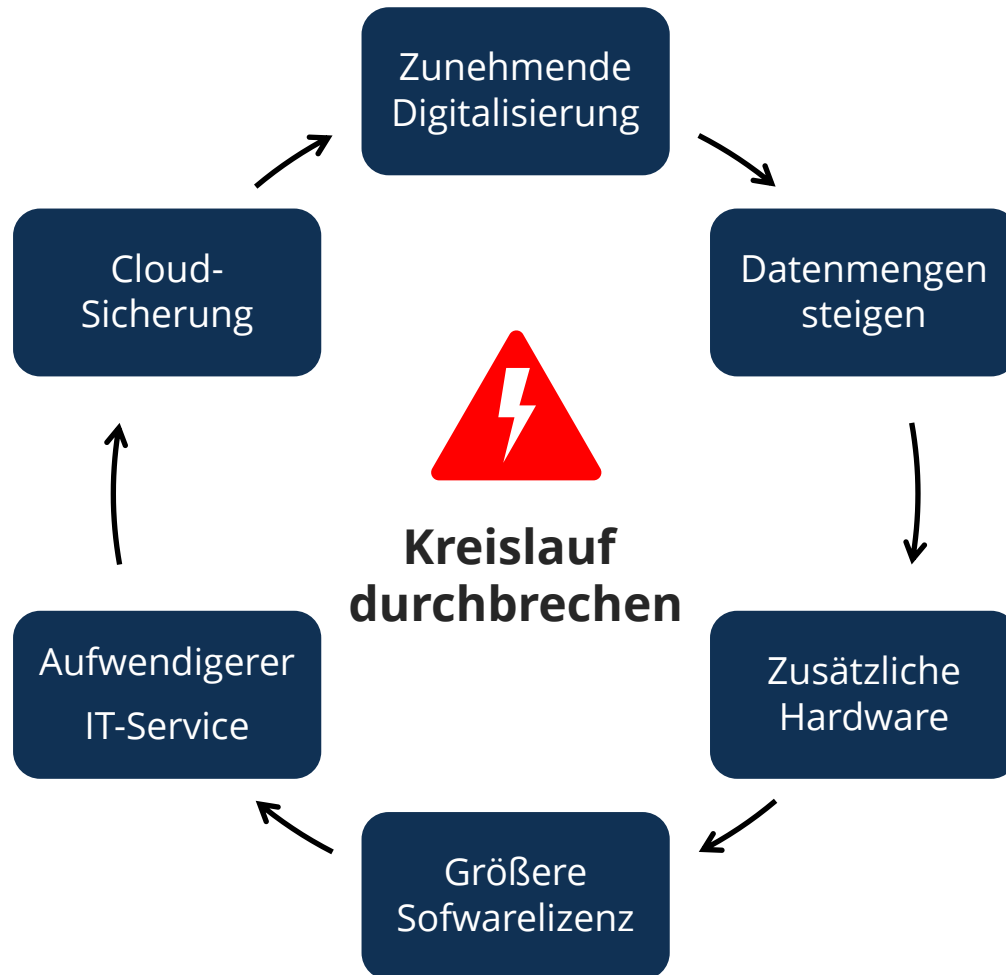 Zunehmende
Digitalisierung
Datenmengen
steigen
Zusätzliche
Hardware
Größere
Sofwarelizenz
Aufwendigerer
IT-Service
Cloud-
Sicherung
Kreislauf
durchbrechen